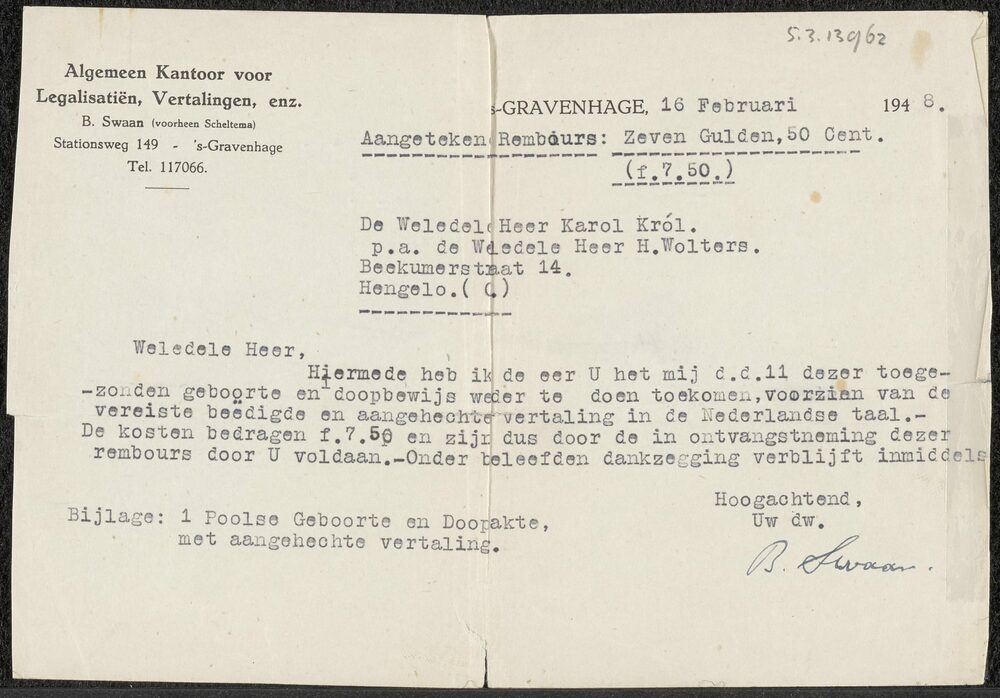 5.3.13962
Algemeen Kantoor voor
Legalisatiën, Vertalingen, enz.
B. Swaan (voorheen Scheltema)
Stationsweg 149 - 's-Gravenhage
Tel. 117066.
s-GRAVENHAGE, 16 Februari 1948.
Aangeteken Rembours: Zeven Gulden,50 Cent.
(f.7.50.)
De Weledele Heer Karol Król.
p.a. de Wledele Heer H.Wolters.
Beekumerstraat 14.
Hengelo.( O.)
Weledele Heer,
Hiermede heb ik de eer U het mij d.d.11 dezer toege-
-zonden geboorte en doopbewijs weder te doen toekomen,voorzien van de
vereiste beëdigde en aangehechte vertaling in de Nederlandse taal.-
De kosten bedragen f.7.50 en zijn dus door de in ontvangstneming dezer
rembours door U voldaan.-Onder beleefden dankzegging verblijft inmiddels
Hoogachtend,
Uw dw.
Bijlage: 1 Poolse Geboorte en Doopakte,
met aangehechte vertaling.
B. Swaan.